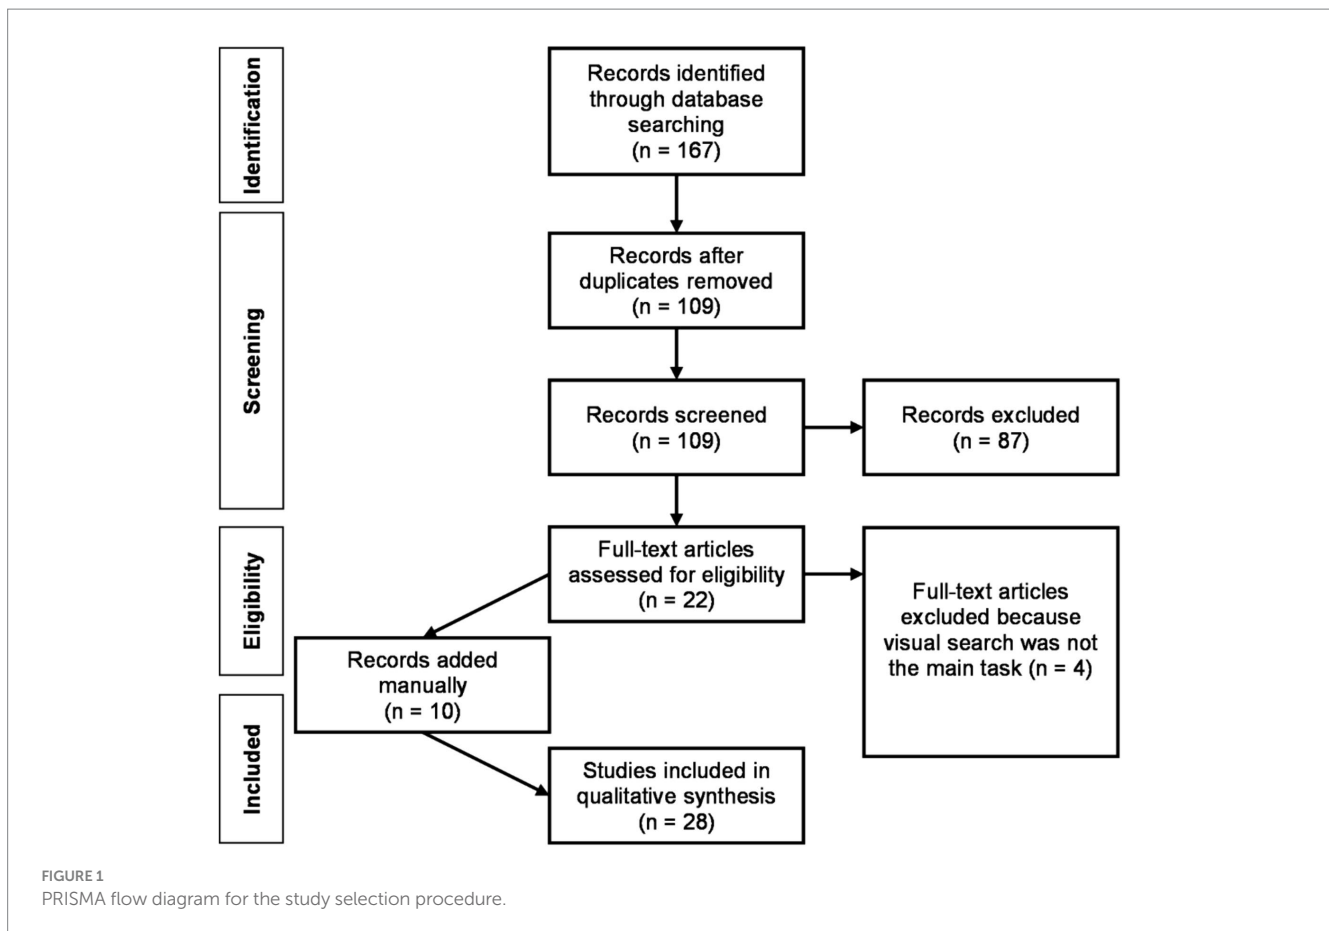 Identification
Records identified
through database
searching
(n = 167)
Screening
Records after
duplicates removed
(n = 109)
Records screened
(n = 109)
Records excluded
(n = 87)
Eligibility
Full-text articles
assessed for eligibility
(n = 22)
Full-text articles
excluded because
visual search was not
the main task (n = 4)
Records added
manually
(n = 10)
Included
Studies included in
qualitative synthesis
(n = 28)
FIGURE 1
PRISMA flow diagram for the study selection procedure.